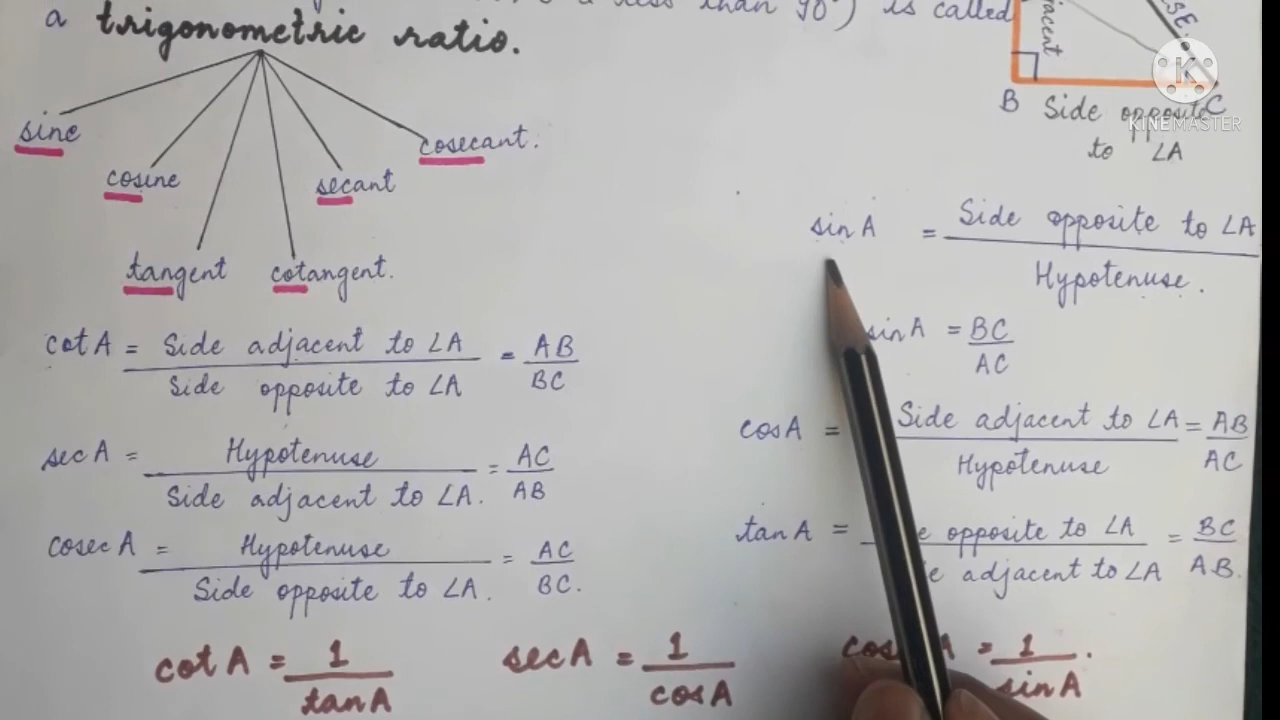 is called
a trigonometric ratio.
sine
cosine
tangent
cotangent.
secant
cosecant.
B
C
Side opposite
to ∠A
KINEMASTER
sin A = Side opposite to ∠A / Hypotenuse.
sin A = BC / AC
cos A = Side adjacent to ∠A / Hypotenuse = AB / AC
tan A = opposite to ∠A / adjacent to ∠A = BC / AB.
cot A = Side adjacent to ∠A / Side opposite to ∠A = AB / BC
sec A = Hypotenuse / Side adjacent to ∠A. = AC / AB
cosec A = Hypotenuse / Side opposite to ∠A. = AC / BC.
cot A = 1 / tan A
sec A = 1 / cos A
A = 1 / sin A.